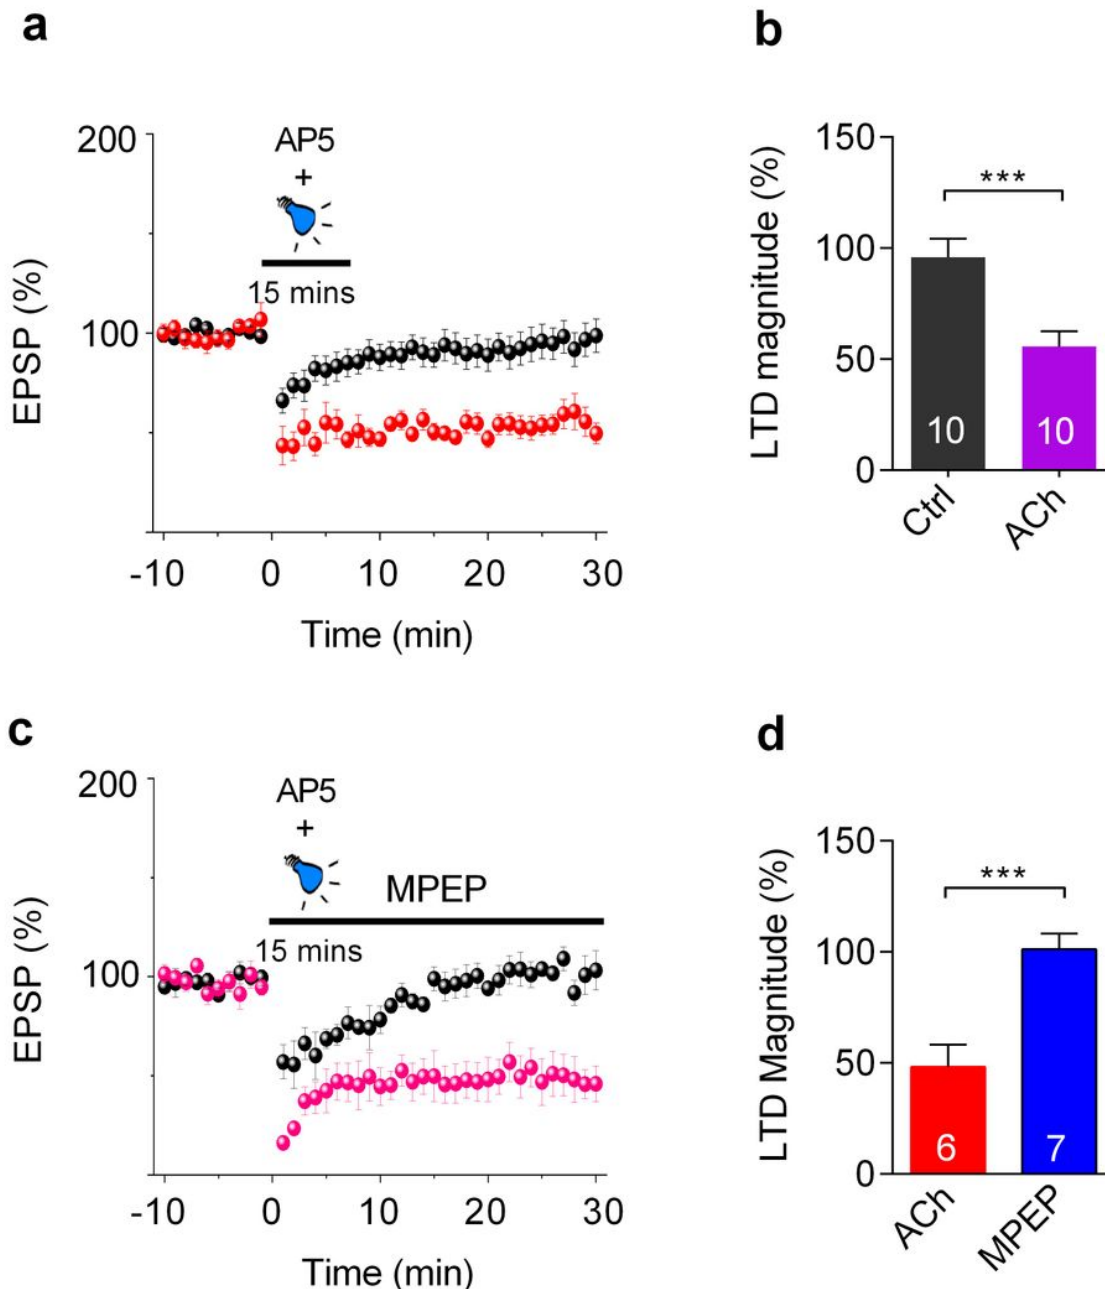 a
200
100
EPSP (%)
AP5
+
15 mins
-10 0 10 20 30
Time (min)
b
150
100
50
0
LTD magnitude (%)
***
10 10
Ctrl ACh
c
200
100
EPSP (%)
AP5
+
MPEP
15 mins
-10 0 10 20 30
Time (min)
d
150
100
50
0
LTD Magnitude (%)
***
6 7
ACh MPEP